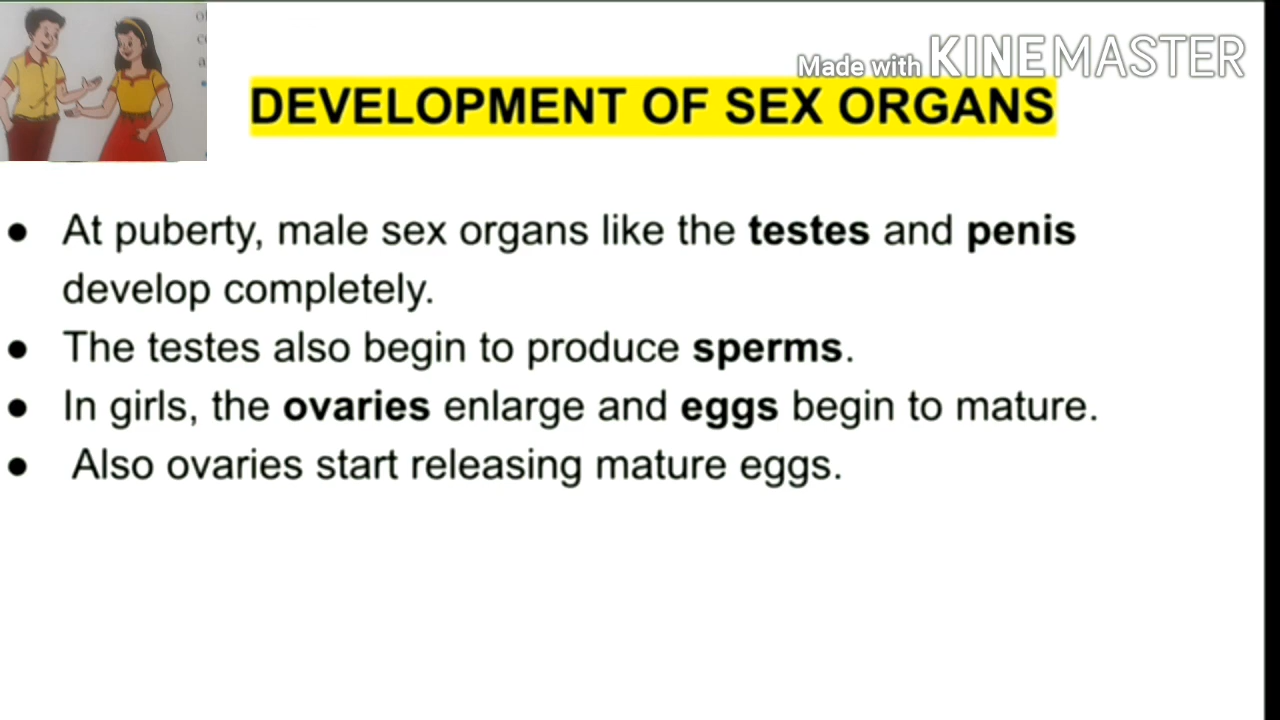 Made with KINEMASTER
DEVELOPMENT OF SEX ORGANS
● At puberty, male sex organs like the testes and penis
develop completely.
● The testes also begin to produce sperms.
● In girls, the ovaries enlarge and eggs begin to mature.
● Also ovaries start releasing mature eggs.